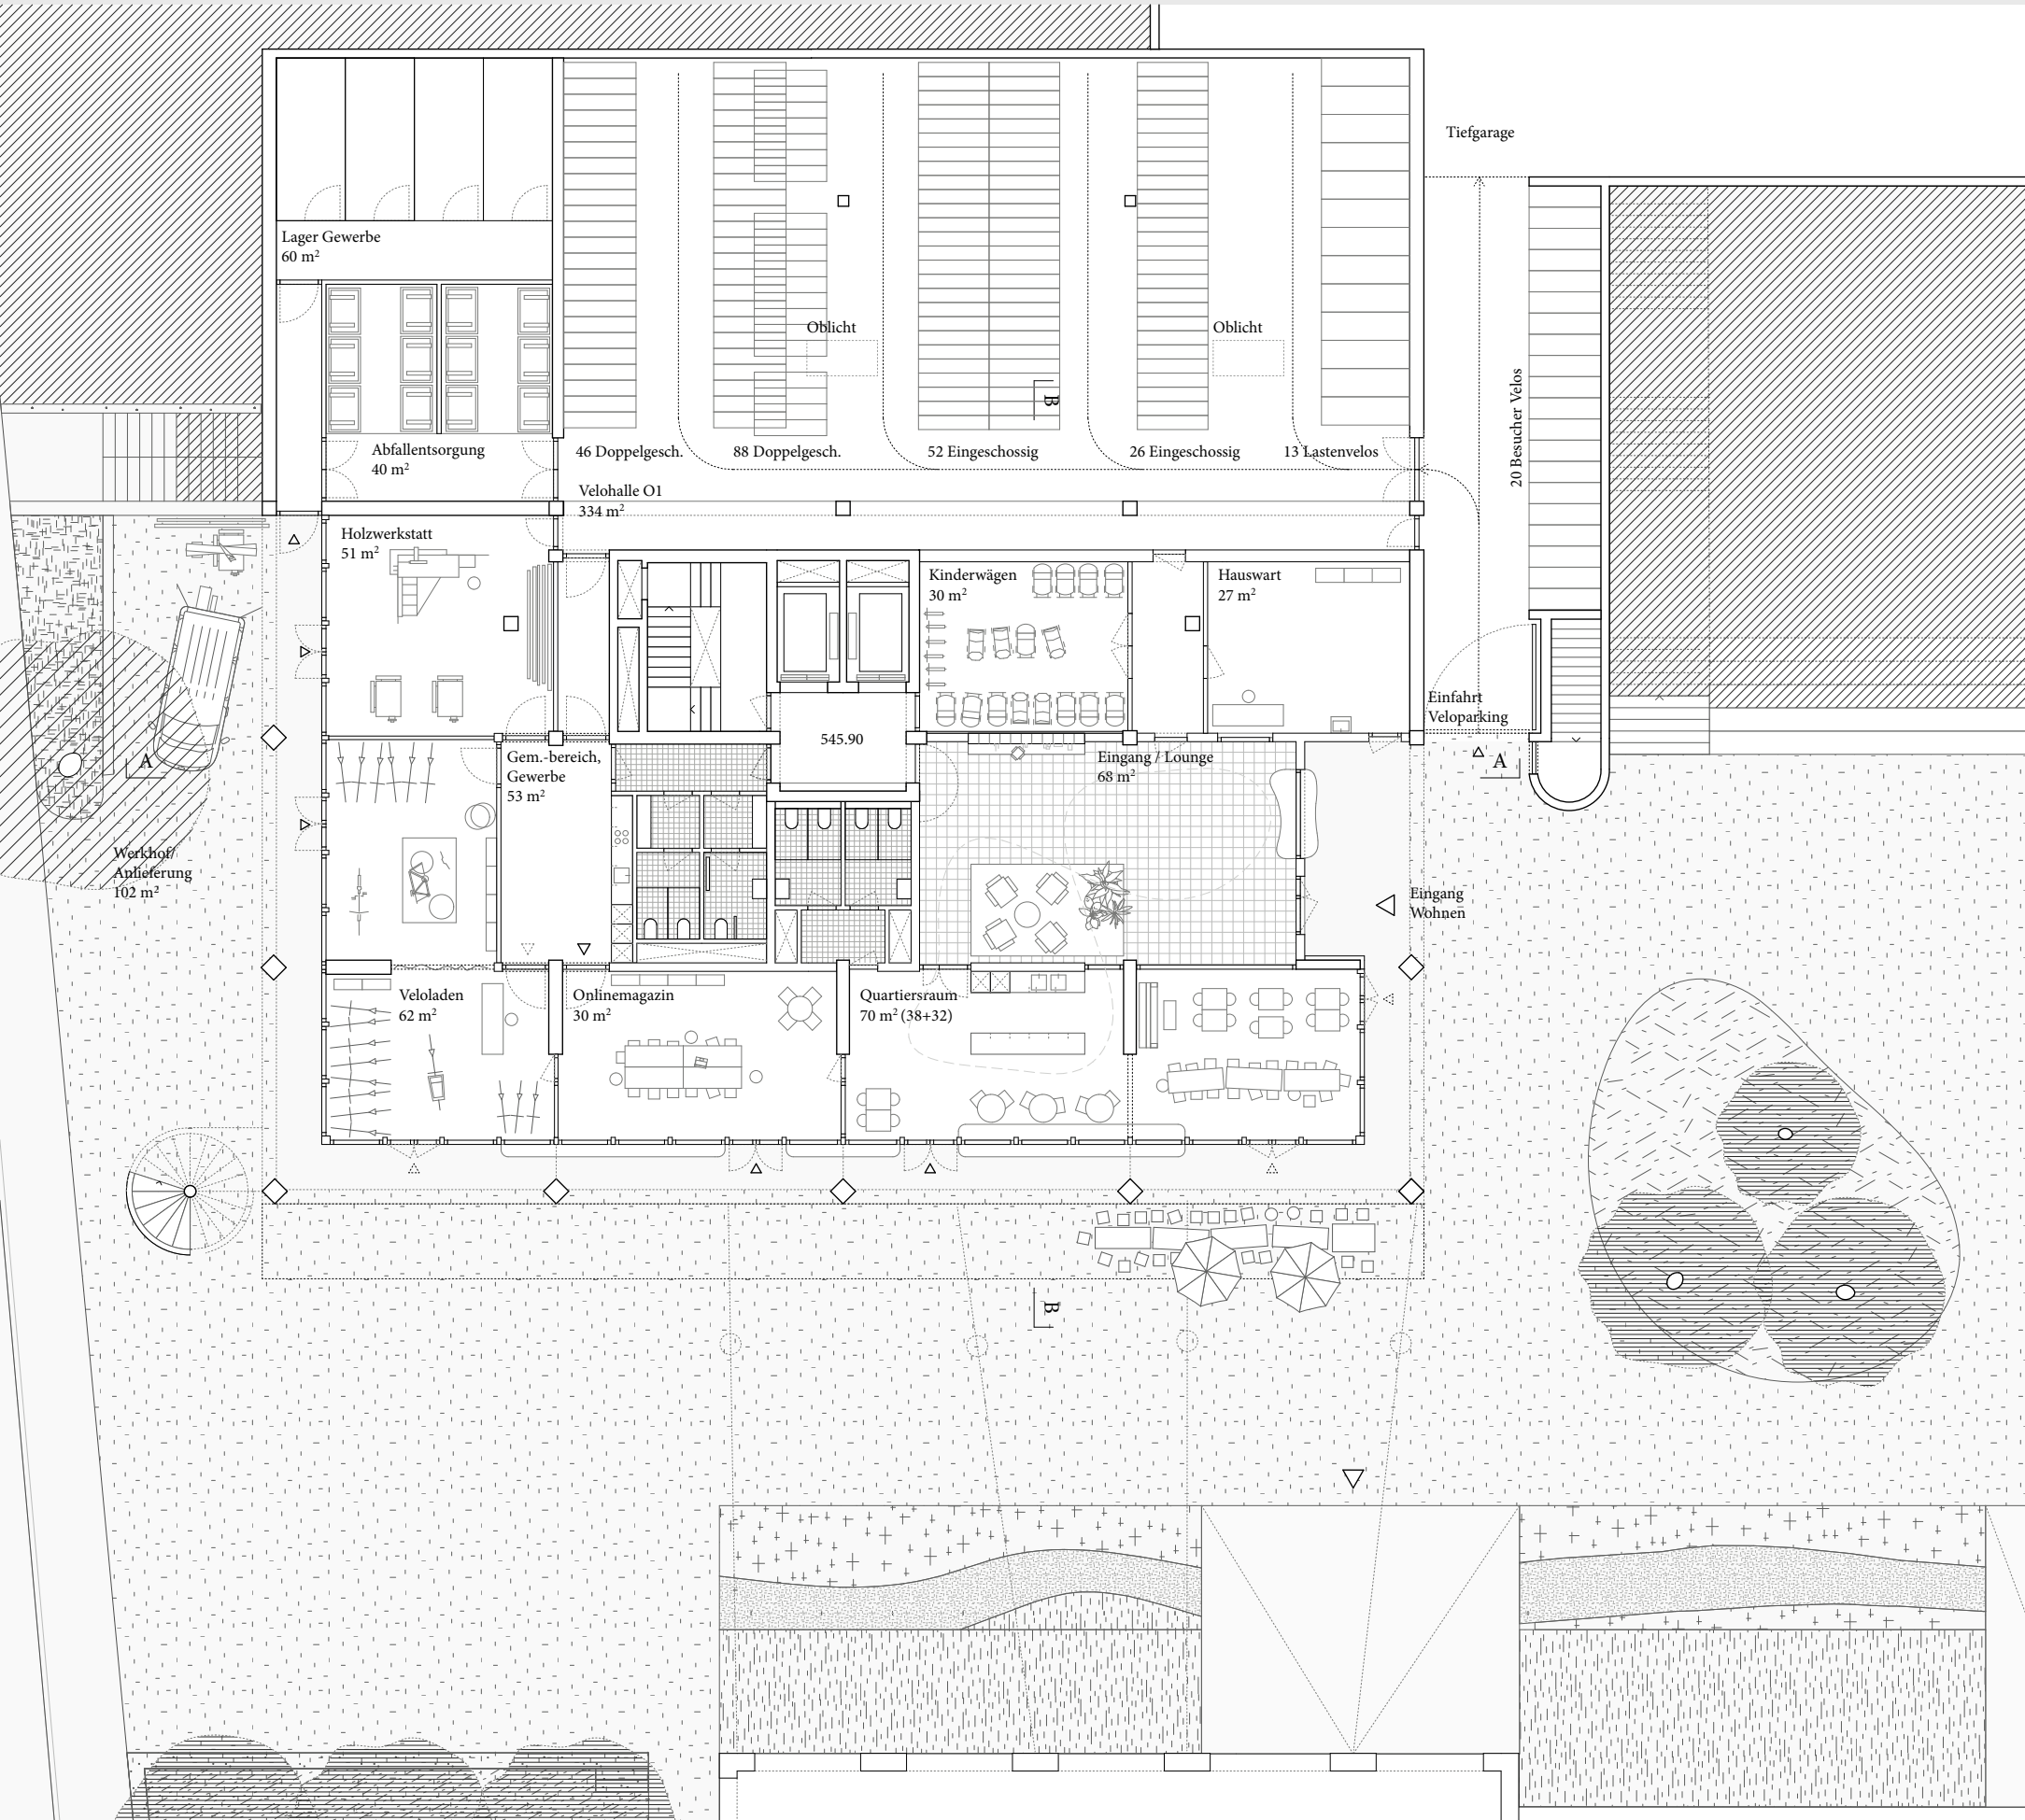 Tiefgarage
Lager Gewerbe
60 m²
Oblicht
Oblicht
B
20 Besucher Velos
Abfallentsorgung
40 m²
46 Doppelgesch.
88 Doppelgesch.
52 Eingeschossig
26 Eingeschossig
13 Lastenvelos
Velohalle O1
334 m²
Holzwerkstatt
51 m²
Kinderwägen
30 m²
Hauswart
27 m²
Einfahrt
Veloparking
545.90
Gem.-bereich,
Gewerbe
53 m²
Eingang / Lounge
68 m²
A
A
Werkhof/
Anlieferung
102 m²
Eingang
Wohnen
Veloladen
62 m²
Onlinemagazin
30 m²
Quartiersraum
70 m² (38+32)
B